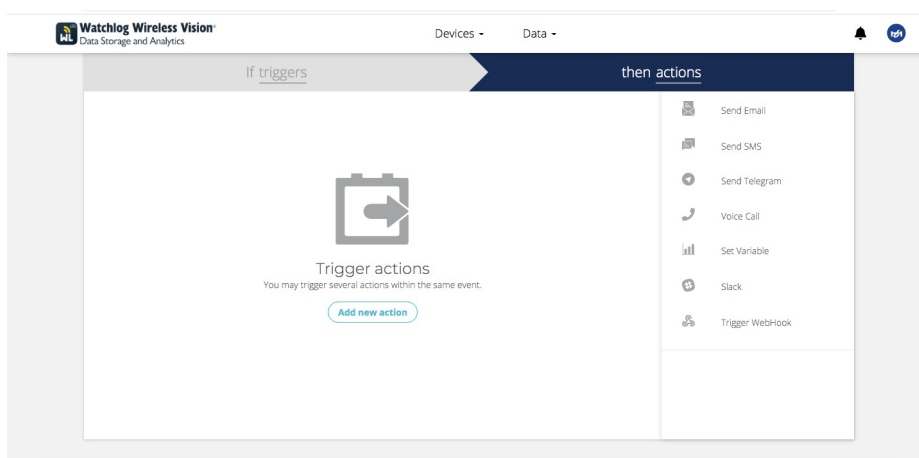 Watchlog Wireless Vision®
Data Storage and Analytics
Devices
Data
If triggers
then actions
Trigger actions
You may trigger several actions within the same event.
Add new action
Send Email
Send SMS
Send Telegram
Voice Call
Set Variable
Slack
Trigger WebHook